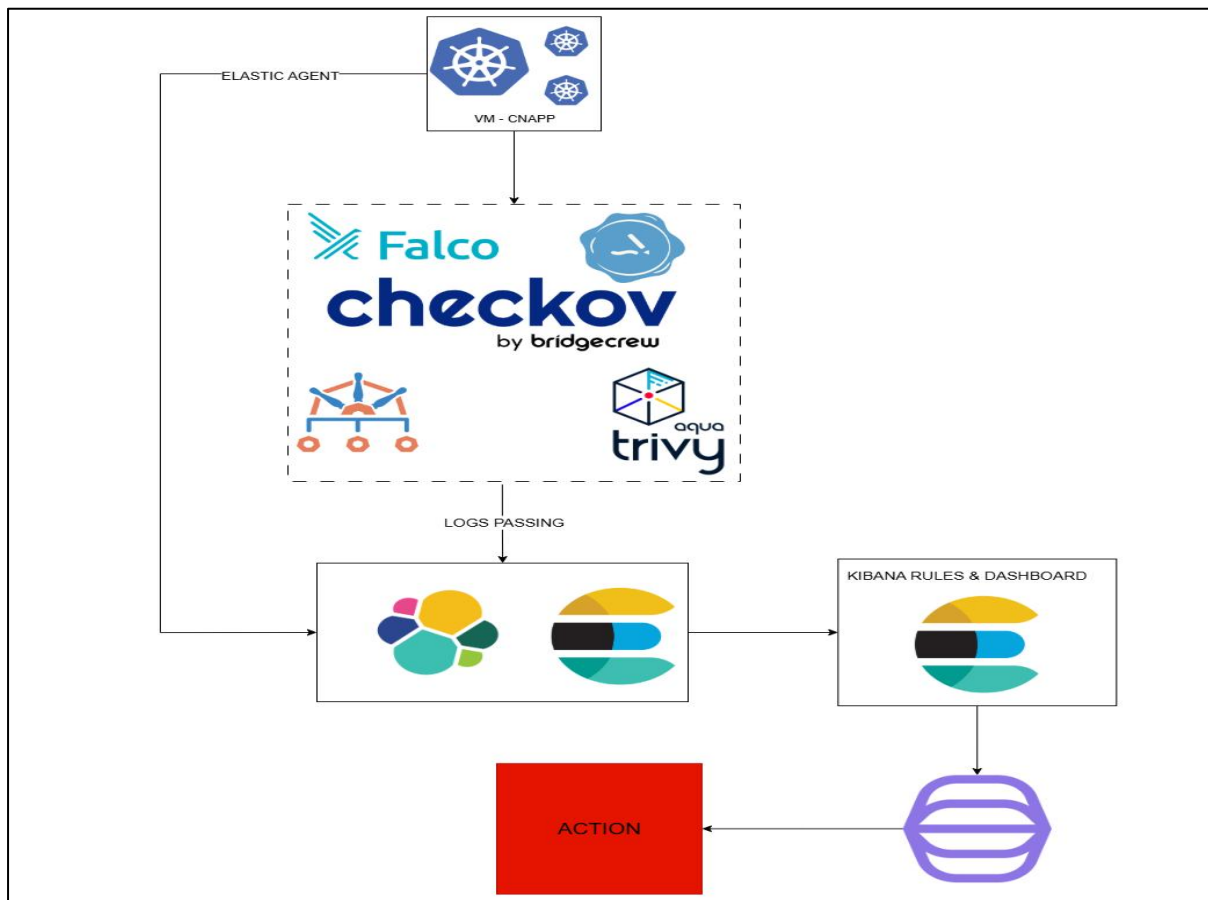 ELASTIC AGENT
VM - CNAPP
Falco
checkov
by bridgecrew
aqua
trivy
LOGS PASSING
KIBANA RULES & DASHBOARD
ACTION